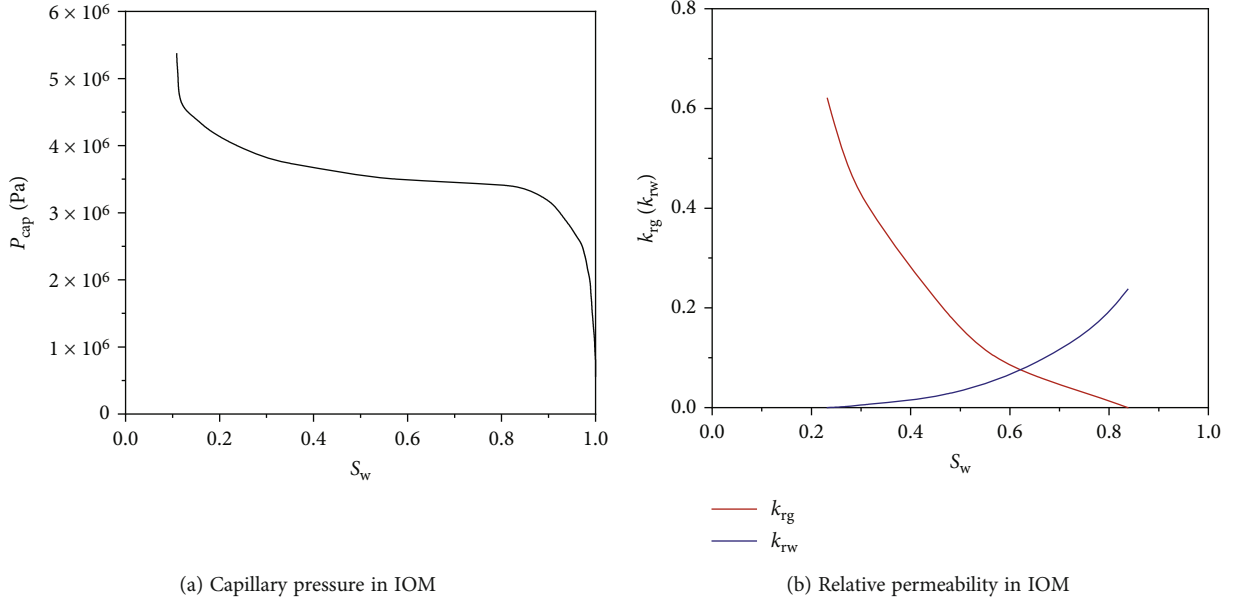 6 × 10⁶
5 × 10⁶
4 × 10⁶
3 × 10⁶
2 × 10⁶
1 × 10⁶
0
P_cap (Pa)
0.0 0.2 0.4 0.6 0.8 1.0
S_w
(a) Capillary pressure in IOM
0.8
0.6
0.4
0.2
0.0
k_rg (k_rw)
0.0 0.2 0.4 0.6 0.8 1.0
S_w
k_rg
k_rw
(b) Relative permeability in IOM